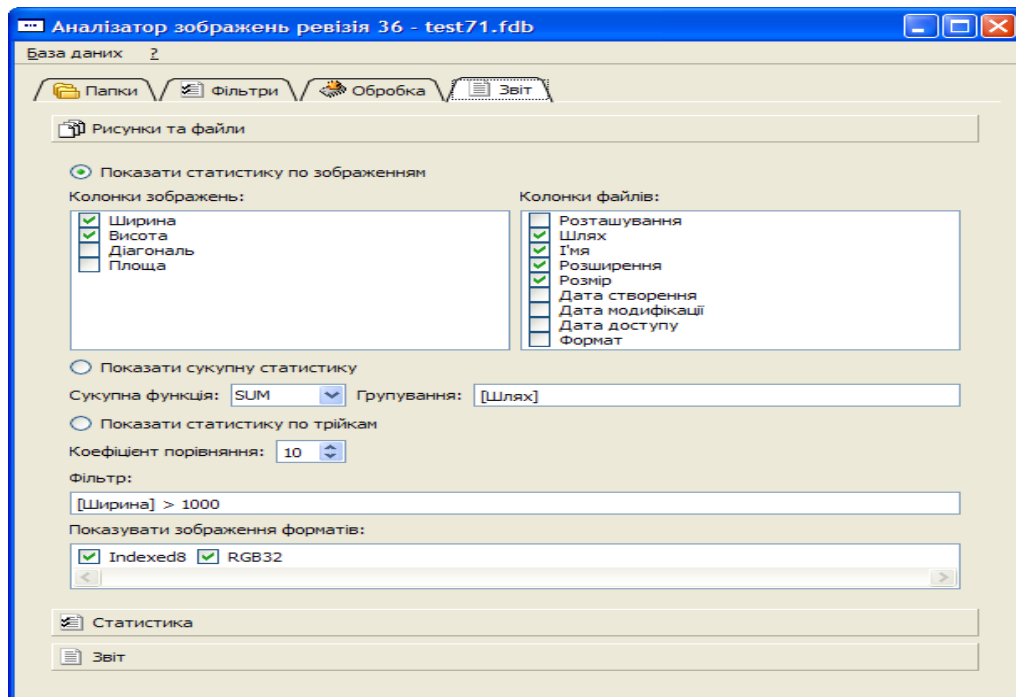 Аналізатор зображень ревізія 36 - test71.fdb
База даних ?
Папки Фільтри Обробка Звіт
Рисунки та файли
Показати статистику по зображенням
Колонки зображень:
Ширина
Висота
Діагональ
Площа
Колонки файлів:
Розташування
Шлях
І'мя
Розширення
Розмір
Дата створення
Дата модифікації
Дата доступу
Формат
Показати сукупну статистику
Сукупна функція: SUM Групування: [Шлях]
Показати статистику по трійкам
Коефіцієнт порівняння: 10
Фільтр:
[Ширина] > 1000
Показувати зображення форматів:
Indexed8 RGB32
Статистика
Звіт